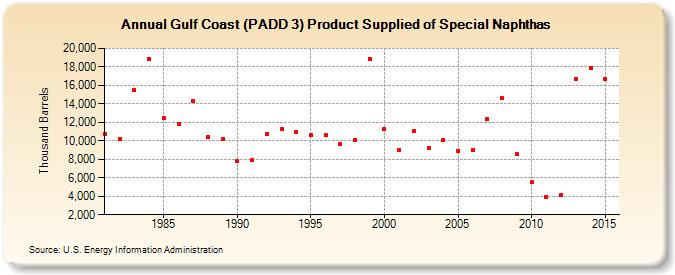 Annual Gulf Coast (PADD 3) Product Supplied of Special Naphthas
Thousand Barrels
20,000
18,000
16,000
14,000
12,000
10,000
8,000
6,000
4,000
2,000
1985 1990 1995 2000 2005 2010 2015
Source: U.S. Energy Information Administration